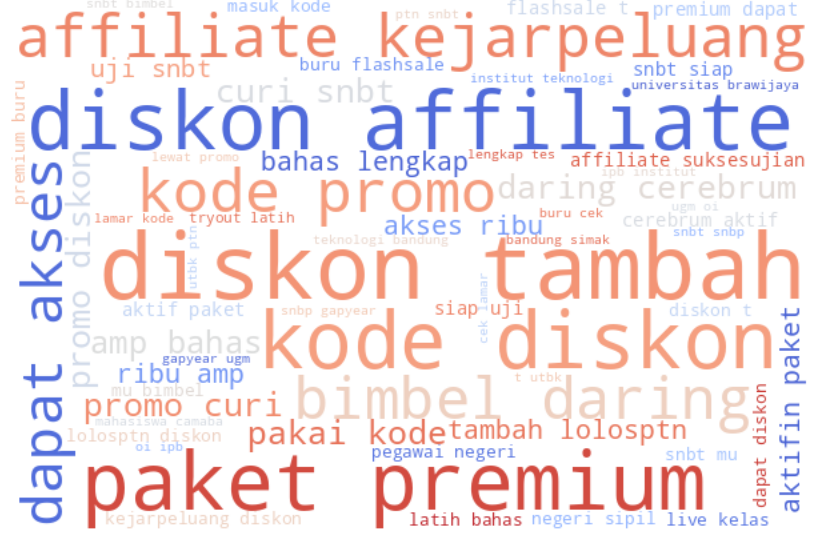 snbt bimbel
masuk kode
ptn snbt
flashsale t
premium dapat
affiliate kejarpeluang
uji snbt
buru flashsale
institut teknologi
snbt siap
universitas brawijaya
premium buru
curi snbt
diskon affiliate
lewat promo
bahas lengkap
lengkap tes
affiliate suksesujian
dapat akses
promo diskon
kode promo
ipb institut
daring cerebrum
lamar kode
tryout latih
akses ribu
buru cek
ugm oi
cerebrum aktif
snbt snbp
utbk ptn
teknologi bandung
bandung simak
diskon tambah
cek lamar
aktif paket
snbp gapyear
siap uji
diskon t
aktifin paket
amp bahas
kode diskon
gapyear ugm
ribu amp
mu bimbel
t utbk
bimbel daring
promo curi
dapat diskon
mahasiswa camaba
lolosptn diskon
pakai kode
tambah lolosptn
oi ipb
pegawai negeri
snbt mu
paket premium
kejarpeluang diskon
latih bahas
negeri sipil
live kelas